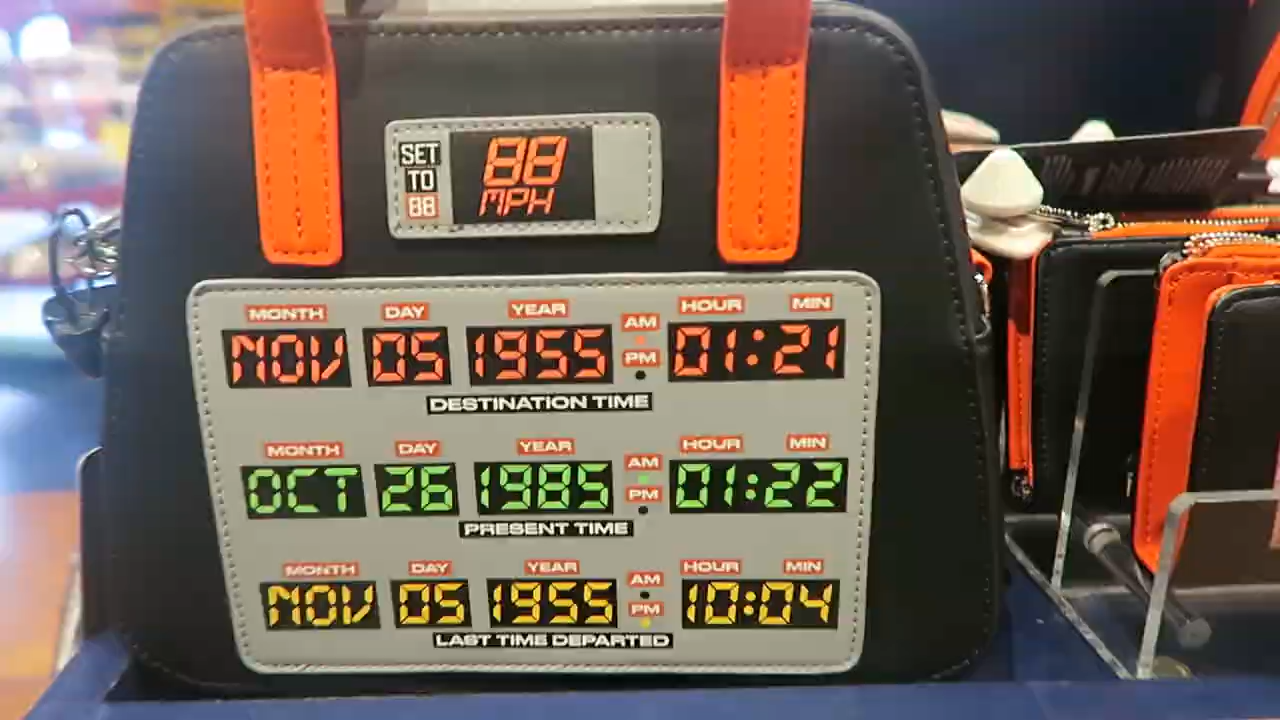 SET
TO
88
88
MPH
MONTH DAY YEAR AM PM HOUR MIN
NOV 05 1955 01:21
DESTINATION TIME
MONTH DAY YEAR AM PM HOUR MIN
OCT 26 1985 01:22
PRESENT TIME
MONTH DAY YEAR AM PM HOUR MIN
NOV 05 1955 10:04
LAST TIME DEPARTED